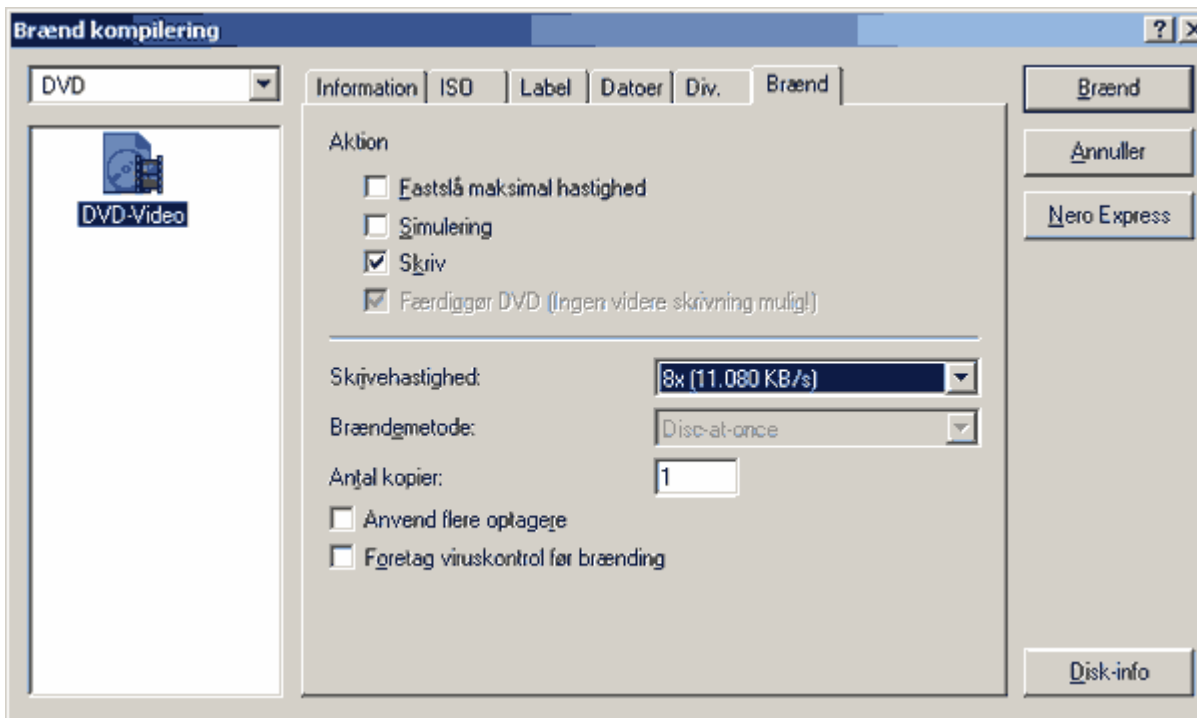 Brænd kompilering
DVD
DVD-Video
Information ISO Label Datoer Div. Brænd
Aktion
Fastslå maksimal hastighed
Simulering
Skriv
Færdiggør DVD (Ingen videre skrivning mulig!)
Skrivehastighed: 8x (11.080 KB/s)
Brændemetode: Disc-at-once
Antal kopier: 1
Anvend flere optagere
Foretag viruskontrol før brænding
Brænd
Annuller
Nero Express
Disk-info